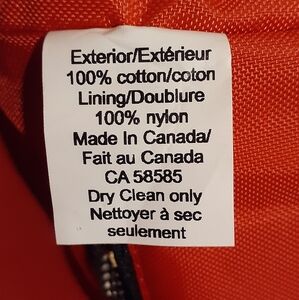 Exterior/Extérieur
100% cotton/coton
Lining/Doublure
100% nylon
Made In Canada/
Fait au Canada
CA 58585
Dry Clean only
Nettoyer à sec
seulement